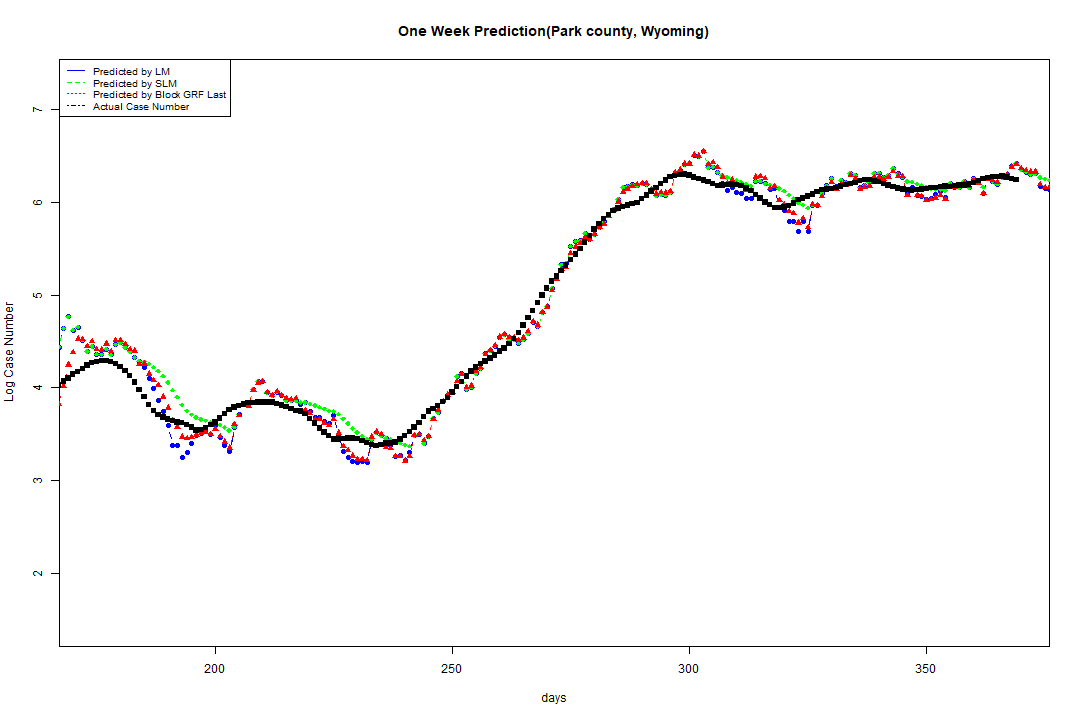 One Week Prediction(Park county, Wyoming)
Predicted by LM
Predicted by SLM
Predicted by Block GRF Last
Actual Case Number
7
6
5
4
3
2
Log Case Number
200 250 300 350
days